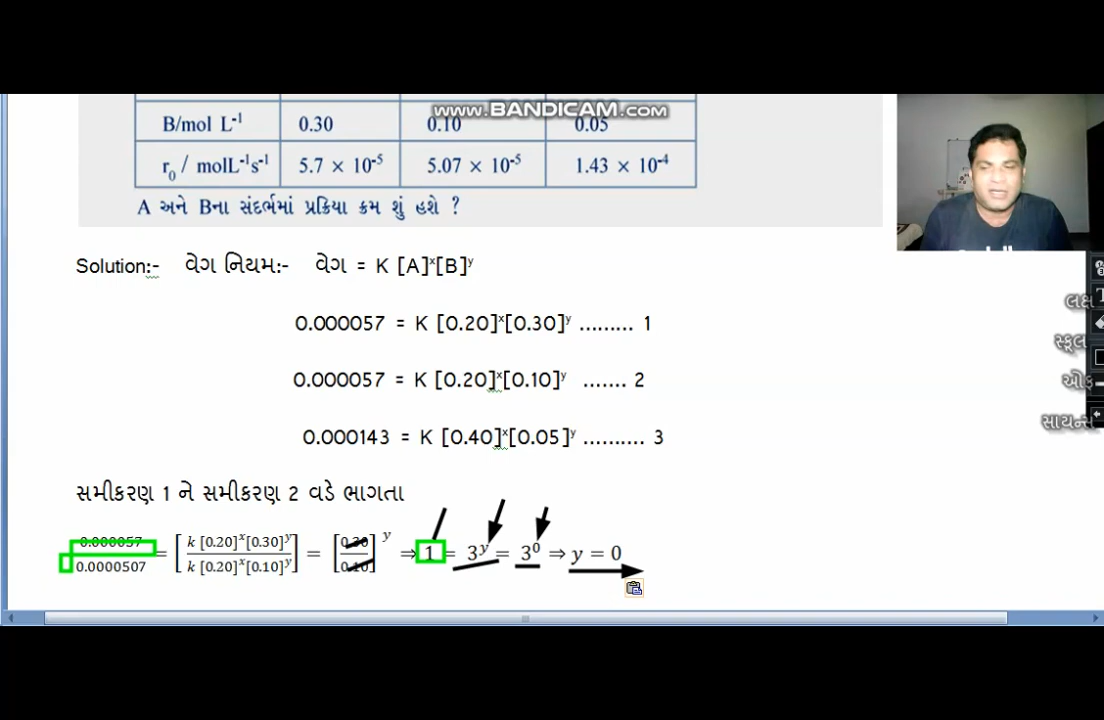 www.BANDICAM.com
B/mol L⁻¹ 0.30 0.10 0.05
r₀ / molL⁻¹s⁻¹ 5.7 × 10⁻⁵ 5.07 × 10⁻⁵ 1.43 × 10⁻⁴
A અને Bના સંદર્ભમાં પ્રક્રિયા ક્રમ શું હશે ?
Solution:- વેગ નિયમ:- વેગ = K [A]ˣ[B]ʸ
0.000057 = K [0.20]ˣ[0.30]ʸ ......... 1
0.000057 = K [0.20]ˣ[0.10]ʸ ....... 2
0.000143 = K [0.40]ˣ[0.05]ʸ .......... 3
સમીકરણ 1 ને સમીકરણ 2 વડે ભાગતા
0.000057 / 0.0000507 = [k [0.20]ˣ[0.30]ʸ / k [0.20]ˣ[0.10]ʸ] = [0.30 / 0.10]ʸ ⇒ 1 = 3ʸ = 3⁰ ⇒ y = 0
લક્ષ
સ્કૂલ
ઓફ
સાયન્સ